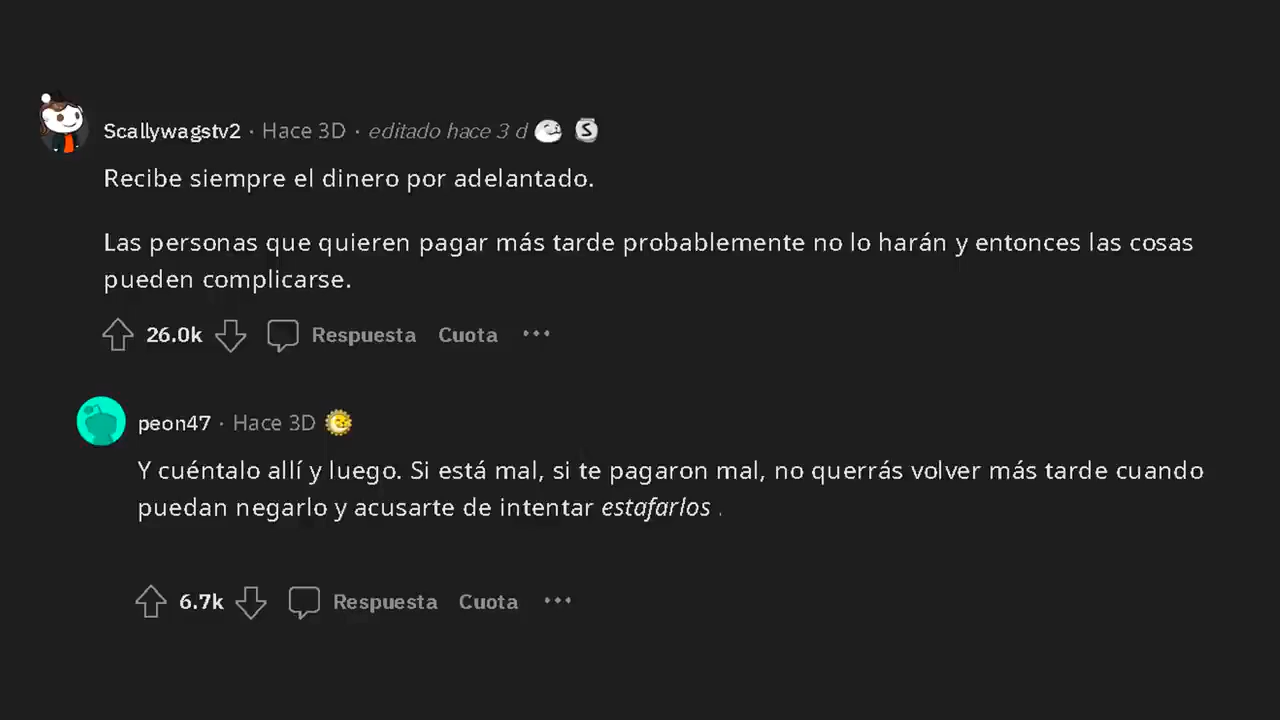 Scallywagstv2 · Hace 3D · editado hace 3 d
Recibe siempre el dinero por adelantado.
Las personas que quieren pagar más tarde probablemente no lo harán y entonces las cosas
pueden complicarse.
26.0k Respuesta Cuota ···
peon47 · Hace 3D
Y cuéntalo allí y luego. Si está mal, si te pagaron mal, no querrás volver más tarde cuando
puedan negarlo y acusarte de intentar estafarlos .
6.7k Respuesta Cuota ···